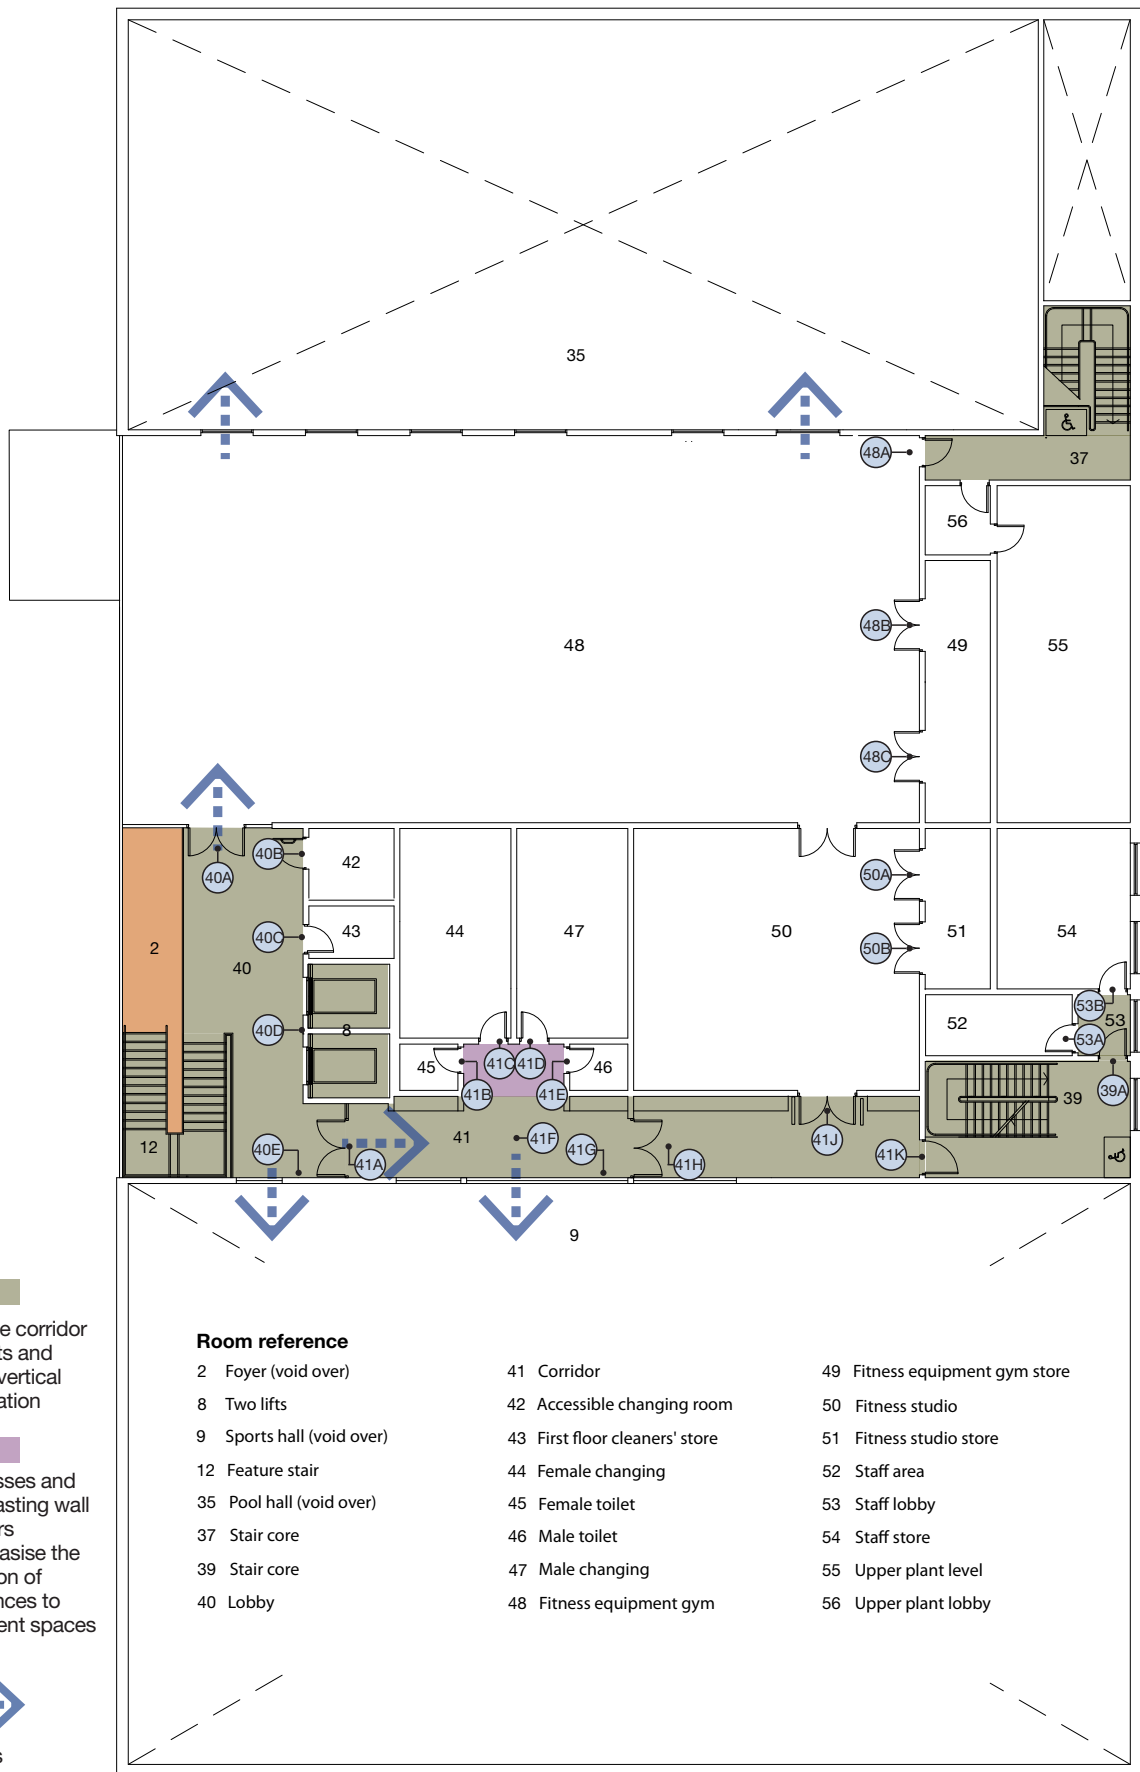 35
48A
37
56
48B
48
49
55
48C
40A
40B
42
50A
40C
43
44
47
50
51
54
2
40
50B
40D
8
53B
52
53
53A
45
41C
41D
46
41B
41E
39A
39
12
40E
41
41F
41G
41J
41A
41H
41K
9
e corridor
ts and
vertical
ation
sses and
asting wall
rs
asise the
on of
nces to
ent spaces
s
Room reference
2 Foyer (void over)
8 Two lifts
9 Sports hall (void over)
12 Feature stair
35 Pool hall (void over)
37 Stair core
39 Stair core
40 Lobby
41 Corridor
42 Accessible changing room
43 First floor cleaners' store
44 Female changing
45 Female toilet
46 Male toilet
47 Male changing
48 Fitness equipment gym
49 Fitness equipment gym store
50 Fitness studio
51 Fitness studio store
52 Staff area
53 Staff lobby
54 Staff store
55 Upper plant level
56 Upper plant lobby